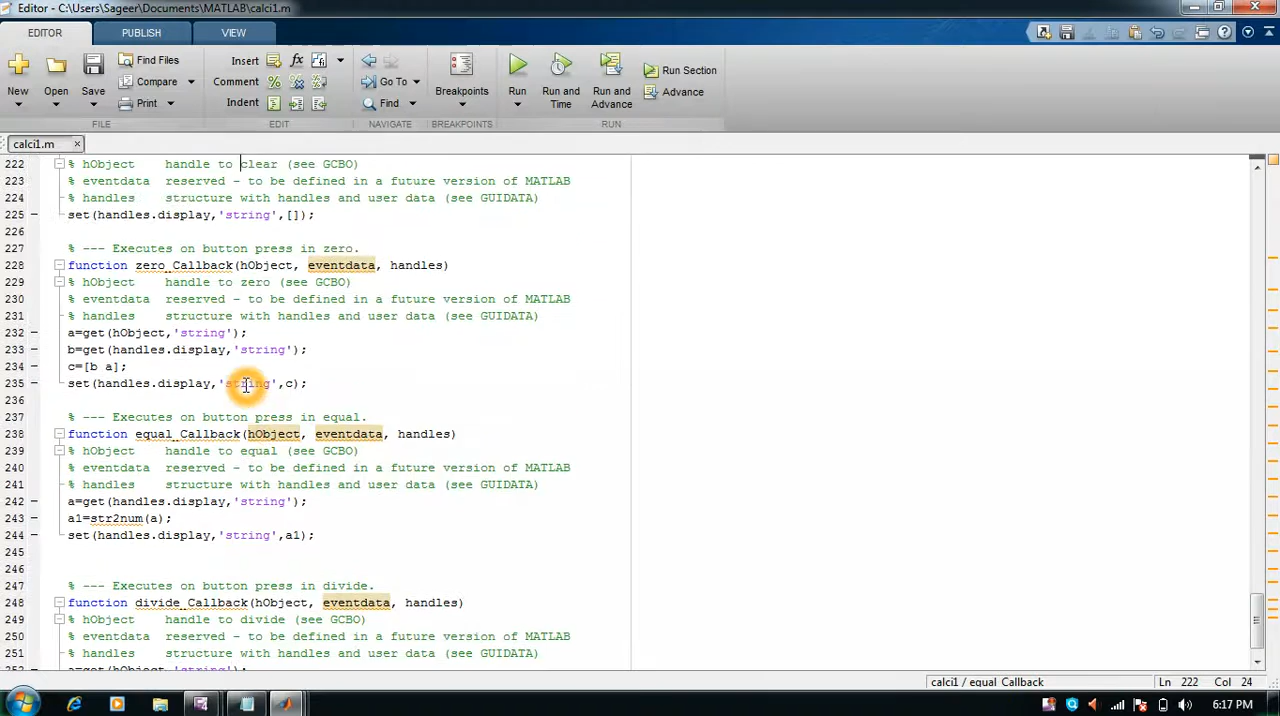 Editor - C:\Users\Sageer\Documents\MATLAB\calci1.m
EDITOR PUBLISH VIEW
New Open Save Find Files Compare Print
Insert fx Comment % Indent
Go To Find
Breakpoints
Run Run and Time Run and Advance Run Section Advance
FILE EDIT NAVIGATE BREAKPOINTS RUN
calci1.m
222 % hObject handle to clear (see GCBO)
223 % eventdata reserved - to be defined in a future version of MATLAB
224 % handles structure with handles and user data (see GUIDATA)
225 set(handles.display,'string',[]);
226
227 % --- Executes on button press in zero.
228 function zero_Callback(hObject, eventdata, handles)
229 % hObject handle to zero (see GCBO)
230 % eventdata reserved - to be defined in a future version of MATLAB
231 % handles structure with handles and user data (see GUIDATA)
232 a=get(hObject,'string');
233 b=get(handles.display,'string');
234 c=[b a];
235 set(handles.display,'string',c);
236
237 % --- Executes on button press in equal.
238 function equal_Callback(hObject, eventdata, handles)
239 % hObject handle to equal (see GCBO)
240 % eventdata reserved - to be defined in a future version of MATLAB
241 % handles structure with handles and user data (see GUIDATA)
242 a=get(handles.display,'string');
243 a1=str2num(a);
244 set(handles.display,'string',a1);
245
246
247 % --- Executes on button press in divide.
248 function divide_Callback(hObject, eventdata, handles)
249 % hObject handle to divide (see GCBO)
250 % eventdata reserved - to be defined in a future version of MATLAB
251 % handles structure with handles and user data (see GUIDATA)
252 a=get(hObject,'string');
calci1 / equal Callback Ln 222 Col 24
6:17 PM